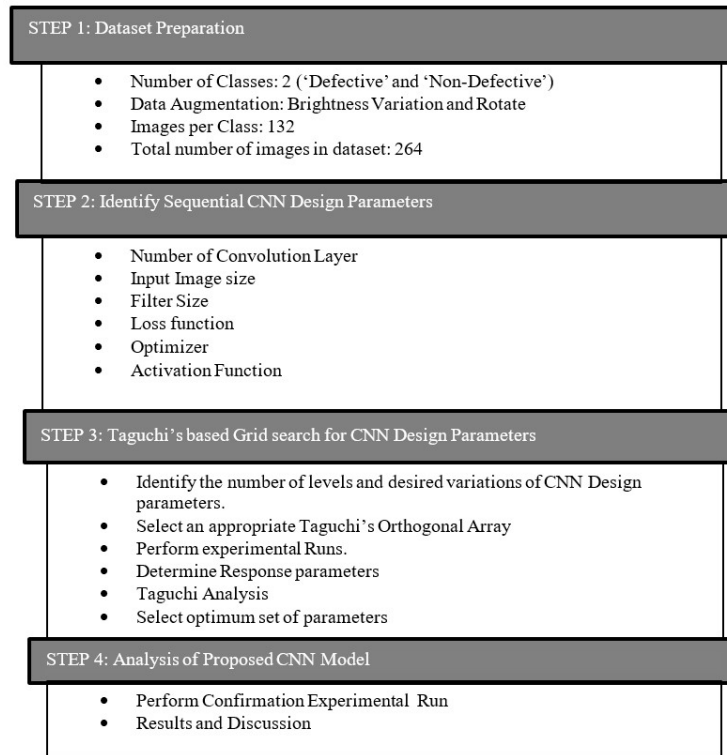 STEP 1: Dataset Preparation
• Number of Classes: 2 (‘Defective’ and ‘Non-Defective’)
• Data Augmentation: Brightness Variation and Rotate
• Images per Class: 132
• Total number of images in dataset: 264
STEP 2: Identify Sequential CNN Design Parameters
• Number of Convolution Layer
• Input Image size
• Filter Size
• Loss function
• Optimizer
• Activation Function
STEP 3: Taguchi’s based Grid search for CNN Design Parameters
• Identify the number of levels and desired variations of CNN Design
parameters.
• Select an appropriate Taguchi’s Orthogonal Array
• Perform experimental Runs.
• Determine Response parameters
• Taguchi Analysis
• Select optimum set of parameters
STEP 4: Analysis of Proposed CNN Model
• Perform Confirmation Experimental Run
• Results and Discussion